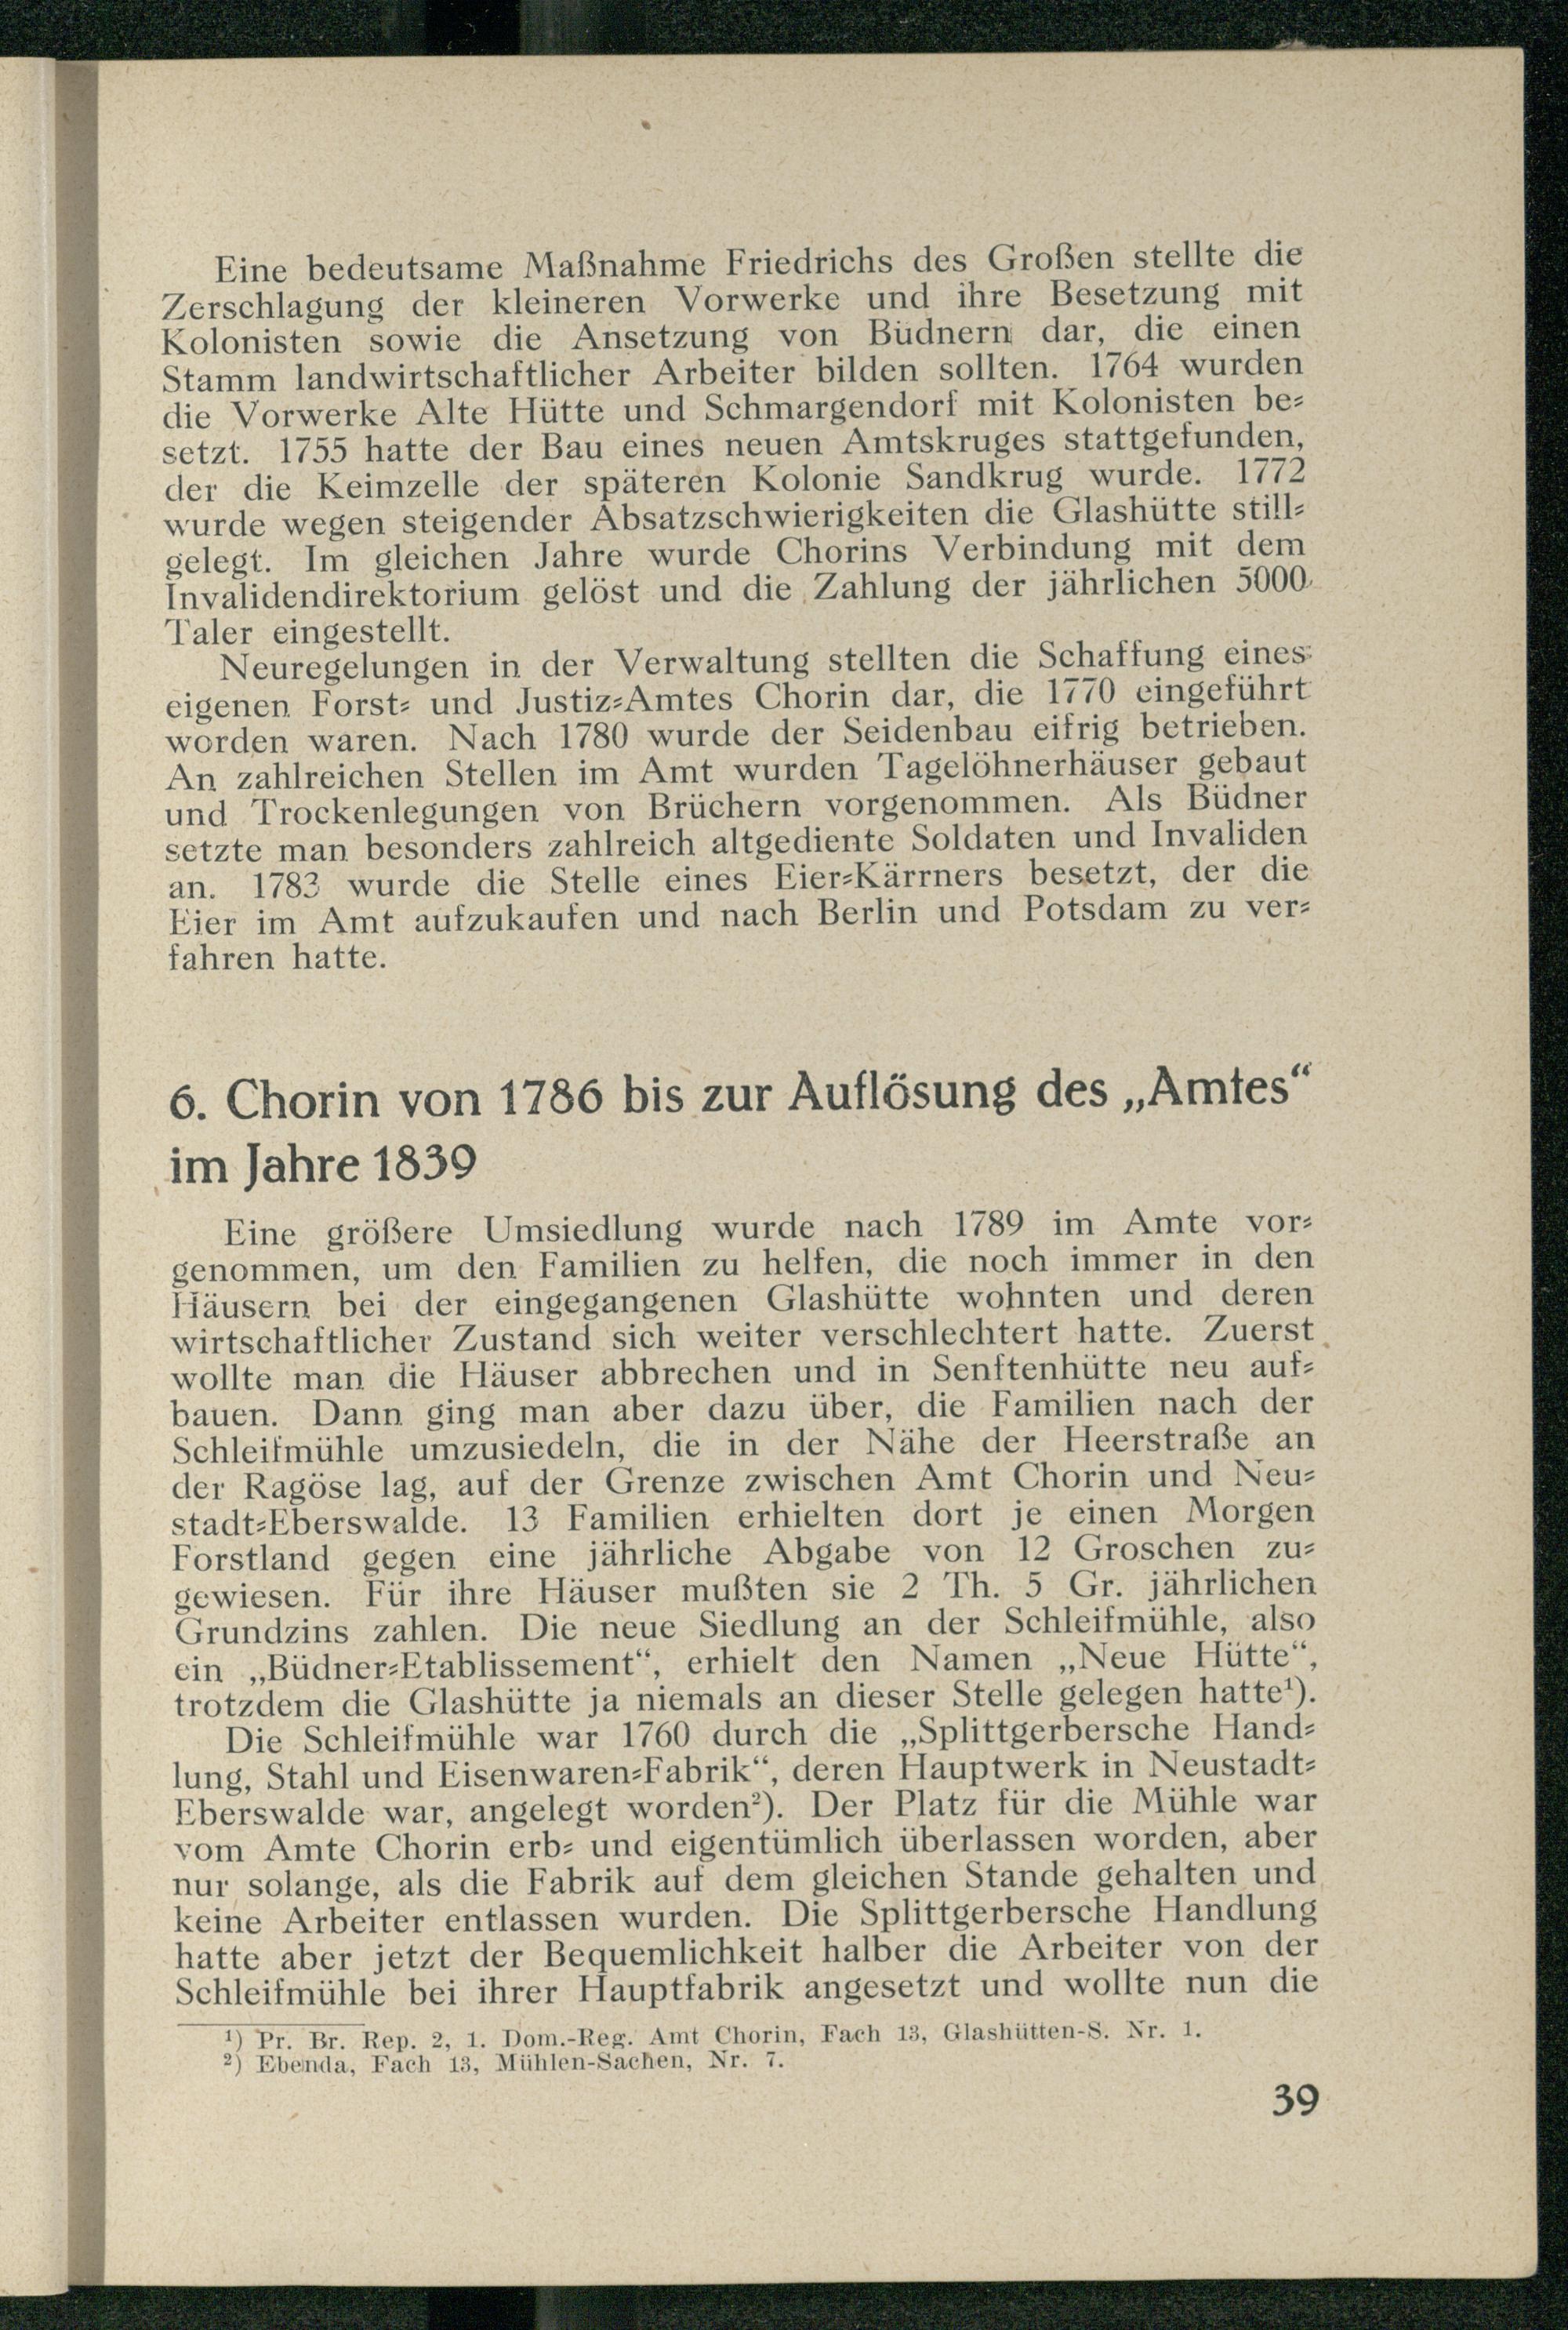 Eine bedeutsame Maßnahme Friedrichs des Großen stellte die
Zerschlagung der kleineren Vorwerke und ihre Besetzung mit
Kolonisten sowie die Ansetzung von Büdnern dar, die einen
Stamm landwirtschaftlicher Arbeiter bilden sollten. 1764 wurden
die Vorwerke Alte Hütte und Schmargendorf mit Kolonisten be=
setzt. 1755 hatte der Bau eines neuen Amtskruges stattgefunden,
der die Keimzelle der späteren Kolonie Sandkrug wurde. 1772
wurde wegen steigender Absatzschwierigkeiten die Glashütte still=
gelegt. Im gleichen Jahre wurde Chorins Verbindung mit dem
Invalidendirektorium gelöst und die Zahlung der jährlichen 5000
Taler eingestellt.
Neuregelungen in der Verwaltung stellten die Schaffung eines
eigenen Forst= und Justiz=Amtes Chorin dar, die 1770 eingeführt
worden waren. Nach 1780 wurde der Seidenbau eifrig betrieben.
An zahlreichen Stellen im Amt wurden Tagelöhnerhäuser gebaut
und Trockenlegungen von Brüchern vorgenommen. Als Büdner
setzte man besonders zahlreich altgediente Soldaten und Invaliden
an. 1783 wurde die Stelle eines Eier=Kärrners besetzt, der die
Eier im Amt aufzukaufen und nach Berlin und Potsdam zu ver=
fahren hatte.
6. Chorin von 1786 bis zur Auflösung des „Amtes“
im Jahre 1839
Eine größere Umsiedlung wurde nach 1789 im Amte vor=
genommen, um den Familien zu helfen, die noch immer in den
Häusern bei der eingegangenen Glashütte wohnten und deren
wirtschaftlicher Zustand sich weiter verschlechtert hatte. Zuerst
wollte man die Häuser abbrechen und in Senftenhütte neu auf=
bauen. Dann ging man aber dazu über, die Familien nach der
Schleifmühle umzusiedeln, die in der Nähe der Heerstraße an
der Ragöse lag, auf der Grenze zwischen Amt Chorin und Neu=
stadt=Eberswalde. 13 Familien erhielten dort je einen Morgen
Forstland gegen eine jährliche Abgabe von 12 Groschen zu=
gewiesen. Für ihre Häuser mußten sie 2 Th. 5 Gr. jährlichen
Grundzins zahlen. Die neue Siedlung an der Schleifmühle, also
ein „Büdner=Etablissement“, erhielt den Namen „Neue Hütte“,
trotzdem die Glashütte ja niemals an dieser Stelle gelegen hatte¹).
Die Schleifmühle war 1760 durch die „Splittgerbersche Hand=
lung, Stahl und Eisenwaren=Fabrik“, deren Hauptwerk in Neustadt=
Eberswalde war, angelegt worden²). Der Platz für die Mühle war
vom Amte Chorin erb= und eigentümlich überlassen worden, aber
nur solange, als die Fabrik auf dem gleichen Stande gehalten und
keine Arbeiter entlassen wurden. Die Splittgerbersche Handlung
hatte aber jetzt der Bequemlichkeit halber die Arbeiter von der
Schleifmühle bei ihrer Hauptfabrik angesetzt und wollte nun die
¹) Pr. Br. Rep. 2, 1. Dom.-Reg. Amt Chorin, Fach 13, Glashütten-S. Nr. 1.
²) Ebenda, Fach 13, Mühlen-Sachen, Nr. 7.
39